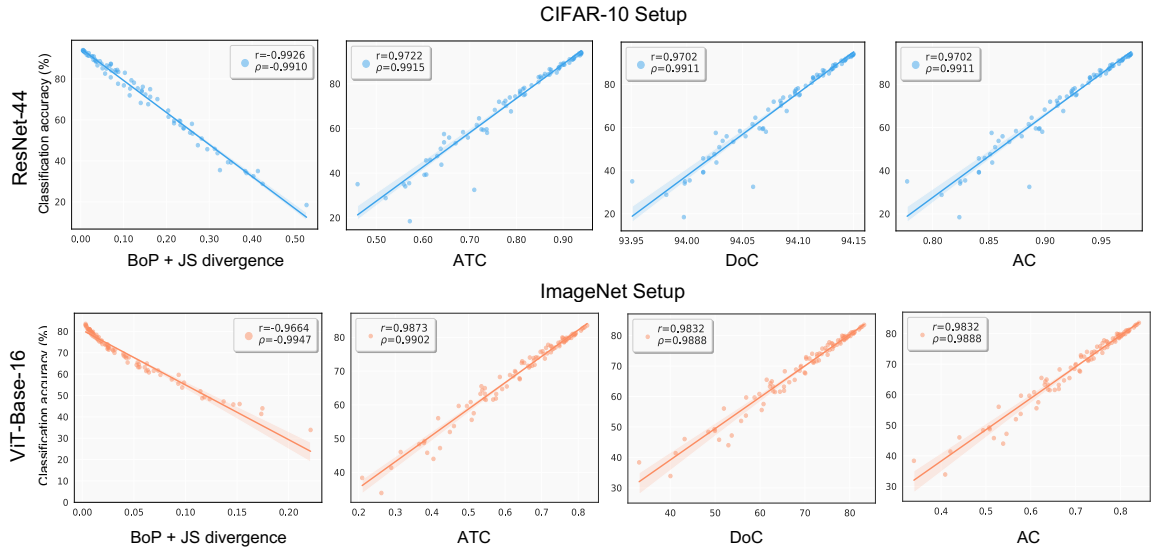 CIFAR-10 Setup
ResNet-44
Classification accuracy (%)
80
60
40
20
r=-0.9926
ρ=-0.9910
0.00 0.10 0.20 0.30 0.40 0.50
BoP + JS divergence
80
60
40
20
r=0.9722
ρ=0.9915
0.50 0.60 0.70 0.80 0.90
ATC
80
60
40
20
r=0.9702
ρ=0.9911
93.95 94.00 94.05 94.10 94.15
DoC
80
60
40
20
r=0.9702
ρ=0.9911
0.80 0.85 0.90 0.95
AC
ImageNet Setup
ViT-Base-16
Classification accuracy (%)
80
70
60
50
40
30
20
10
0
r=-0.9664
ρ=-0.9947
0.00 0.05 0.10 0.15 0.20
BoP + JS divergence
80
70
60
50
40
r=0.9873
ρ=0.9902
0.2 0.3 0.4 0.5 0.6 0.7 0.8
ATC
80
70
60
50
40
30
r=0.9832
ρ=0.9888
40 50 60 70 80
DoC
80
70
60
50
40
30
r=0.9832
ρ=0.9888
0.4 0.5 0.6 0.7 0.8
AC